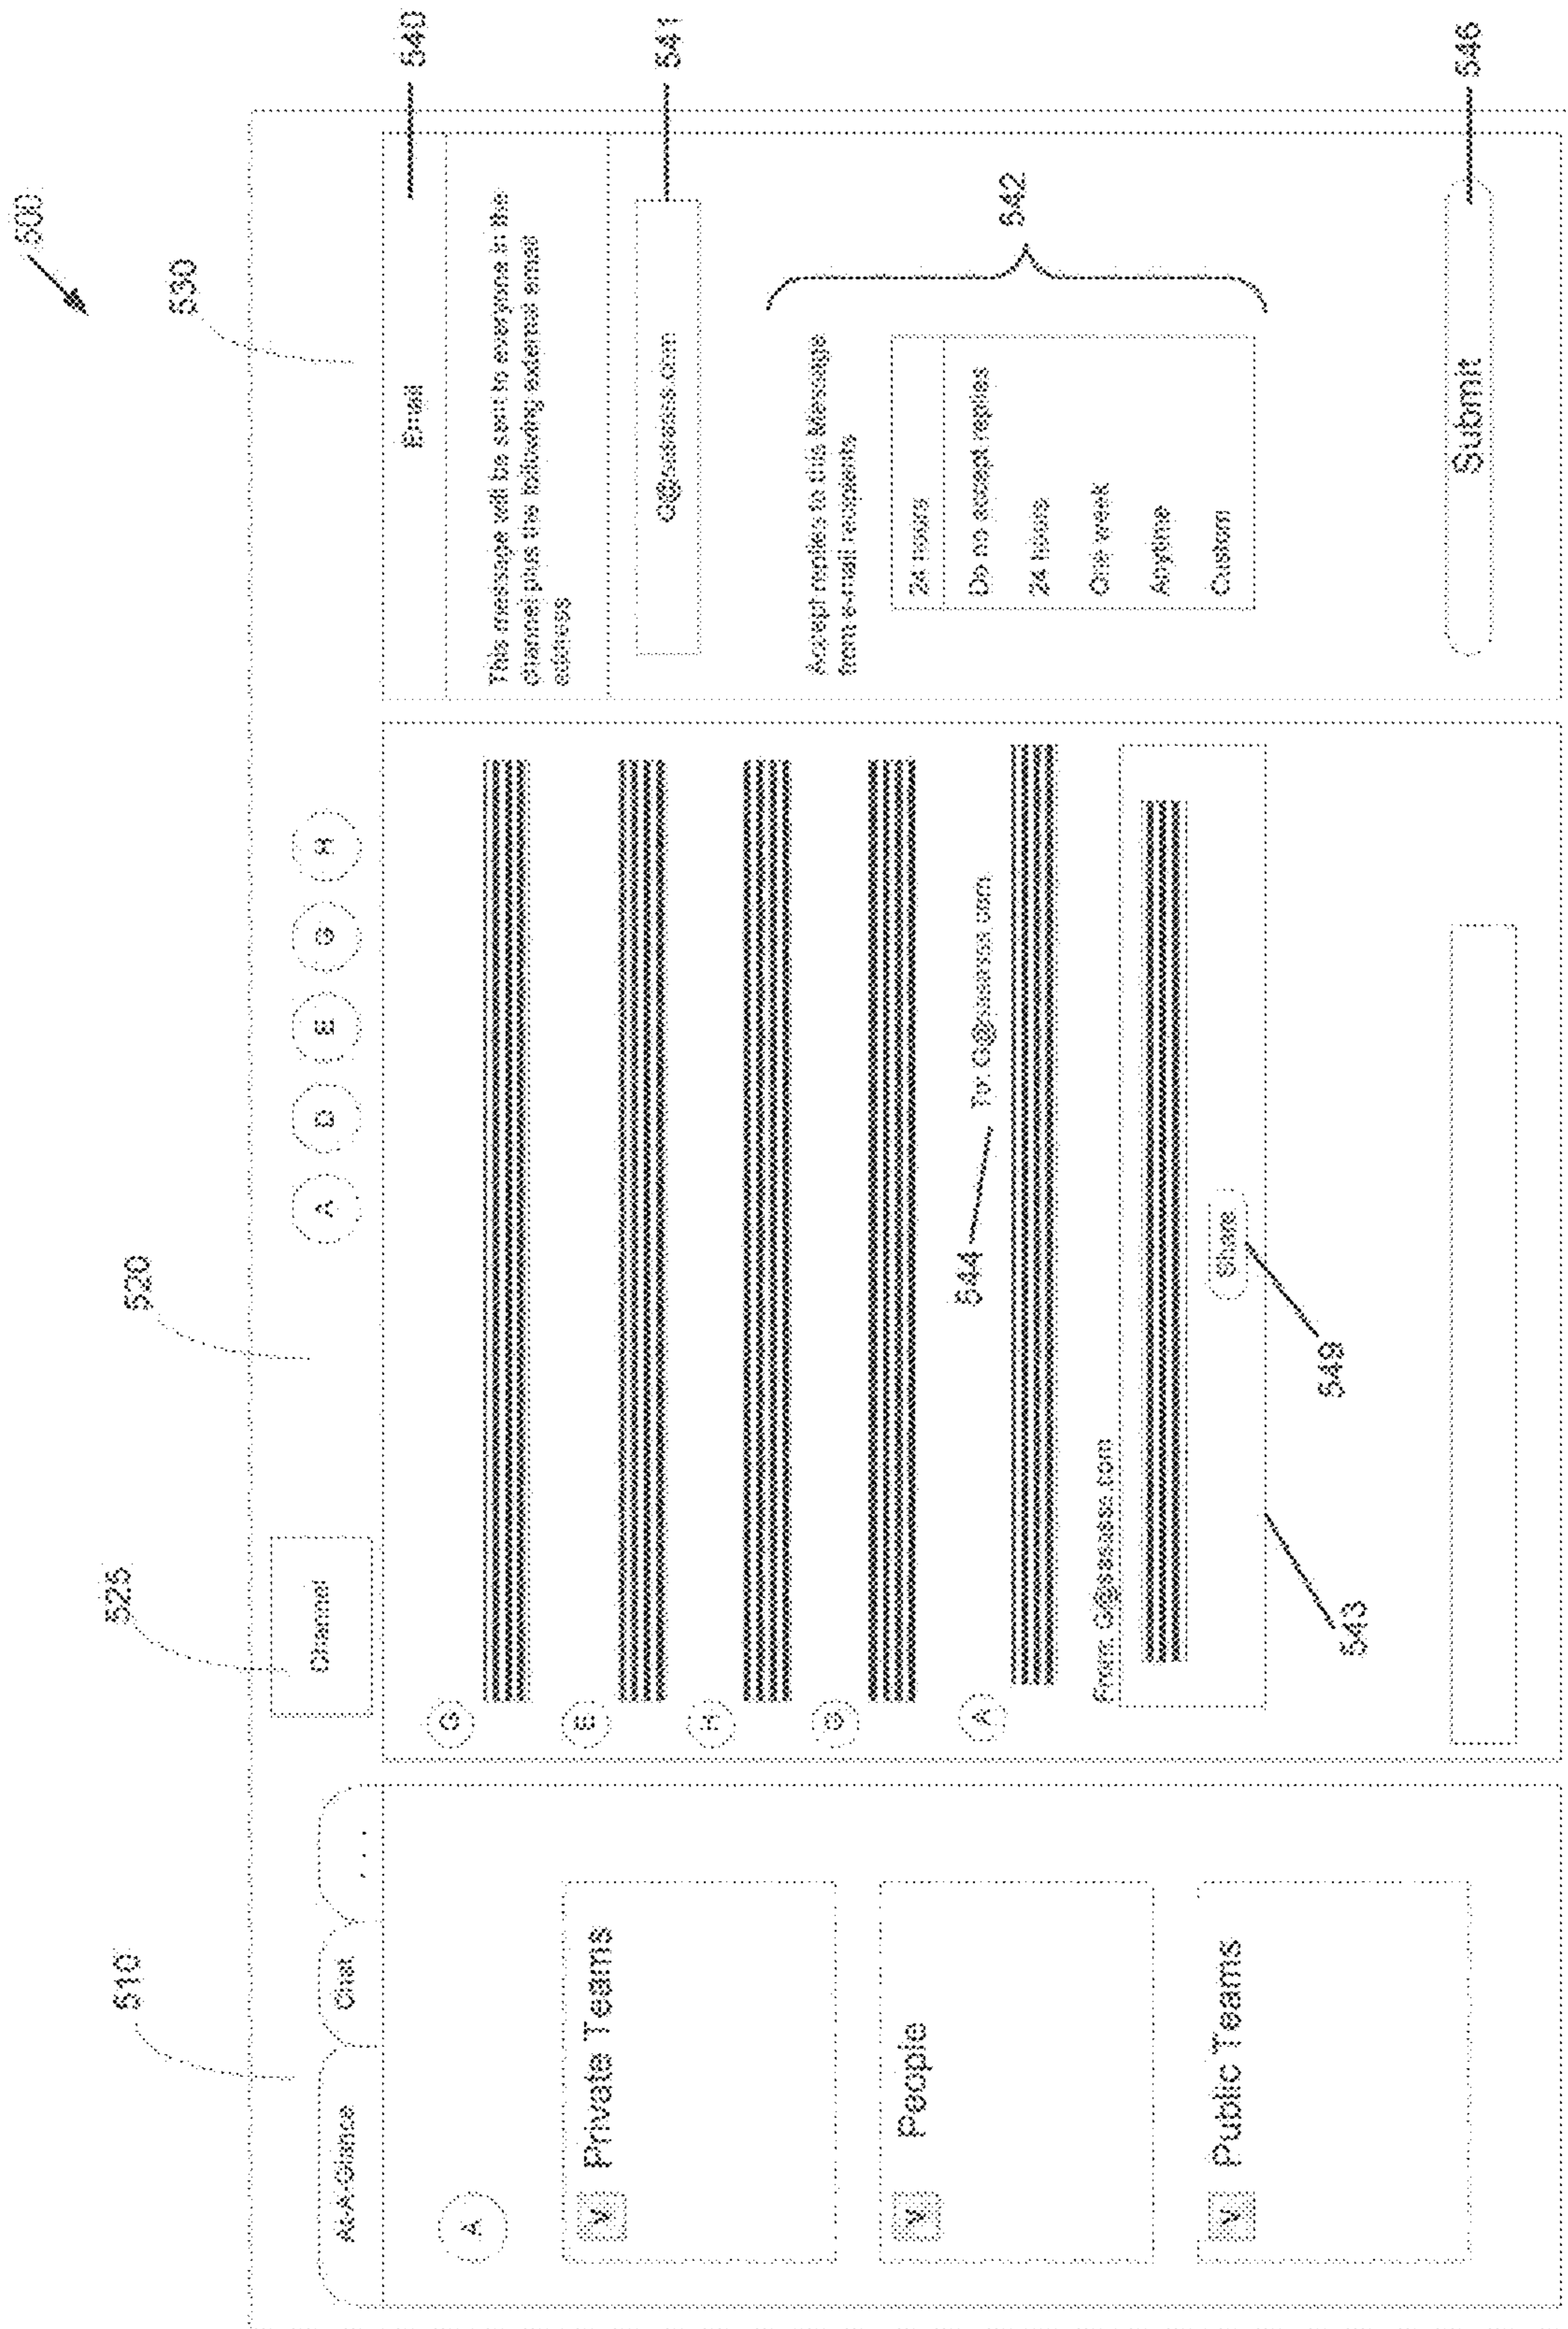 500
510
520
530
525
At-A-Glance
Chat
...
Channel
A
D
E
G
H
A
V Private Teams
V People
V Public Teams
G
E
H
G
A
544
To:
From:
Share
549
543
Email
540
This message will be sent to everyone in the
channel plus the following external email
address
541
Accept replies to this Message
from e-mail recipients
542
24 hours
Do no accept replies
24 hours
One week
Anytime
Custom
Submit
546